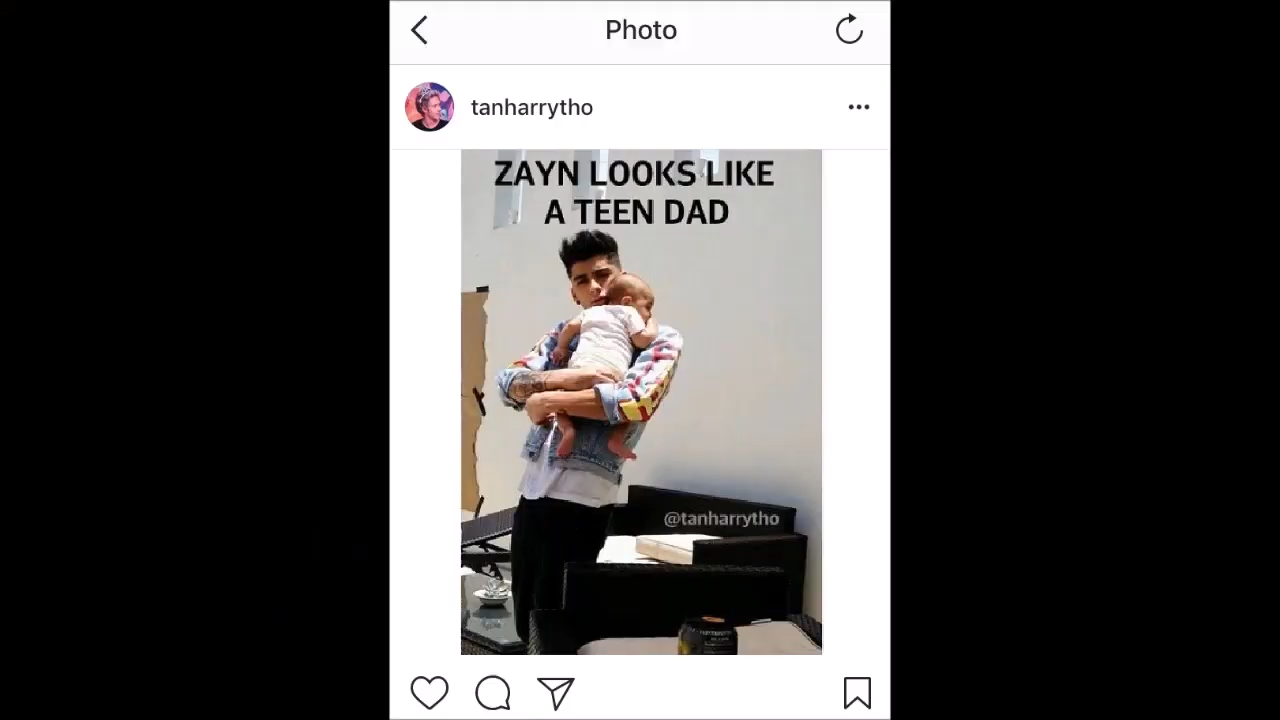 Photo
tanharrytho
ZAYN LOOKS LIKE
A TEEN DAD
@tanharrytho